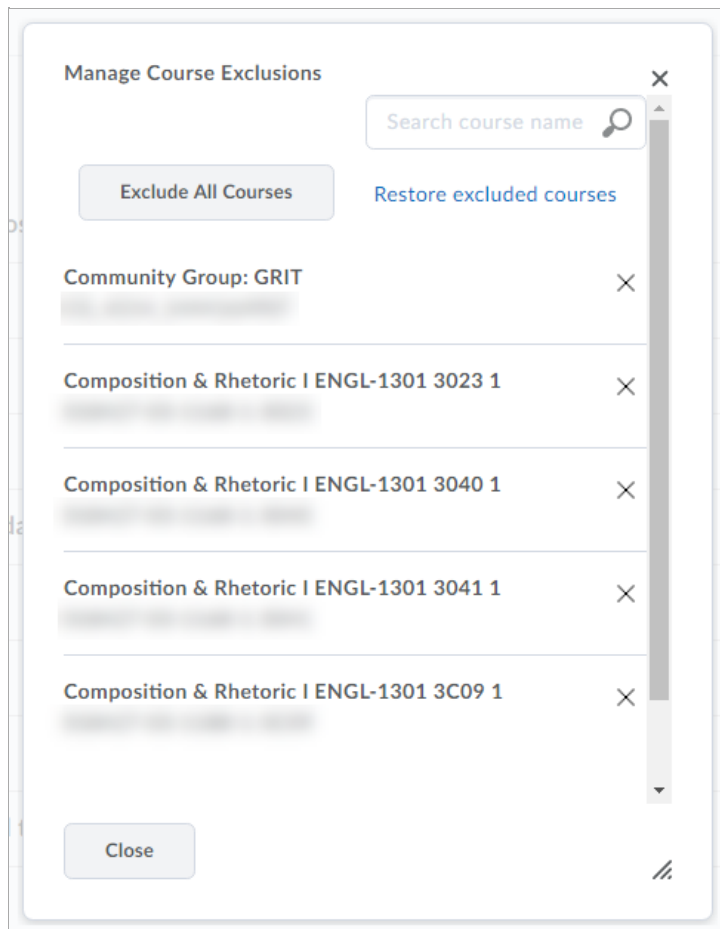 Manage Course Exclusions
Search course name
Exclude All Courses
Restore excluded courses
Community Group: GRIT
Composition & Rhetoric I ENGL-1301 3023 1
Composition & Rhetoric I ENGL-1301 3040 1
Composition & Rhetoric I ENGL-1301 3041 1
Composition & Rhetoric I ENGL-1301 3C09 1
Close